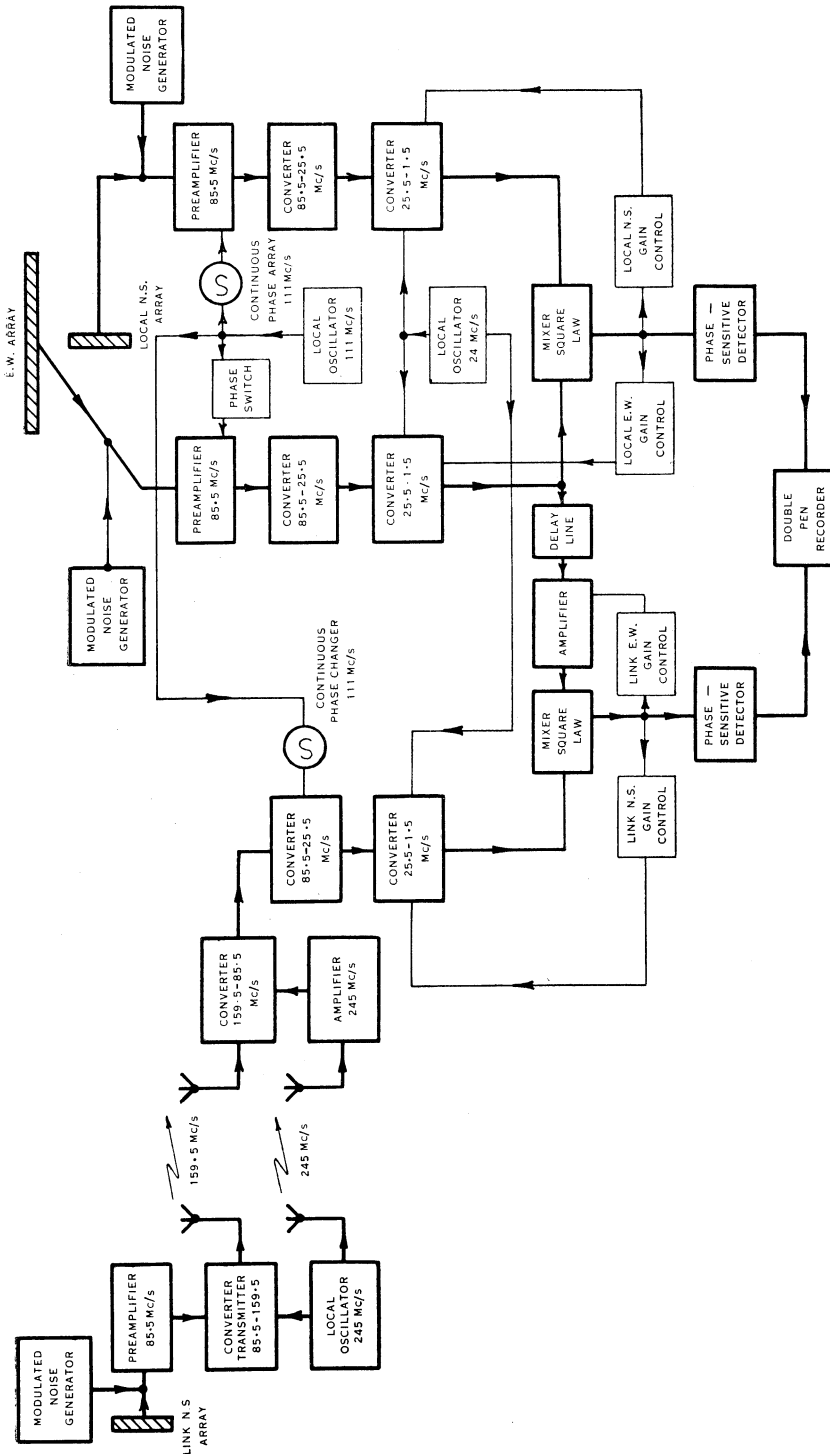 MODULATED
NOISE
GENERATOR
LINK N.S
ARRAY
PREAMPLIFIER
85.5 Mc/s
CONVERTER
TRANSMITTER
85·5–159·5
LOCAL
OSCILLATOR
245 Mc/s
159·5 Mc/s
245 Mc/s
CONVERTER
159·5–85·5
Mc/s
AMPLIFIER
245 Mc/s
CONVERTER
85·5–25·5
Mc/s
CONVERTER
25·5–1·5
Mc/s
S
CONTINUOUS
PHASE CHANGER
111 Mc/s
MODULATED
NOISE
GENERATOR
E.W. ARRAY
LOCAL N.S.
ARRAY
MODULATED
NOISE
GENERATOR
PREAMPLIFIER
85·5 Mc/s
PHASE
SWITCH
S
CONTINUOUS
PHASE ARRAY
111 Mc/s
PREAMPLIFIER
85·5 Mc/s
LOCAL
OSCILLATOR
111 Mc/s
CONVERTER
85·5–25·5
Mc/s
CONVERTER
85·5–25·5
Mc/s
CONVERTER
25·5·1·5
Mc/s
LOCAL
OSCILLATOR
24 Mc/s
CONVERTER
25·5–1·5
Mc/s
MIXER
SQUARE
LAW
AMPLIFIER
DELAY
LINE
MIXER
SQUARE
LAW
LINK N.S.
GAIN
CONTROL
LINK E.W.
GAIN
CONTROL
LOCAL E.W.
GAIN
CONTROL
LOCAL N.S.
GAIN
CONTROL
PHASE –
SENSITIVE
DETECTOR
PHASE –
SENSITIVE
DETECTOR
DOUBLE
PEN
RECORDER